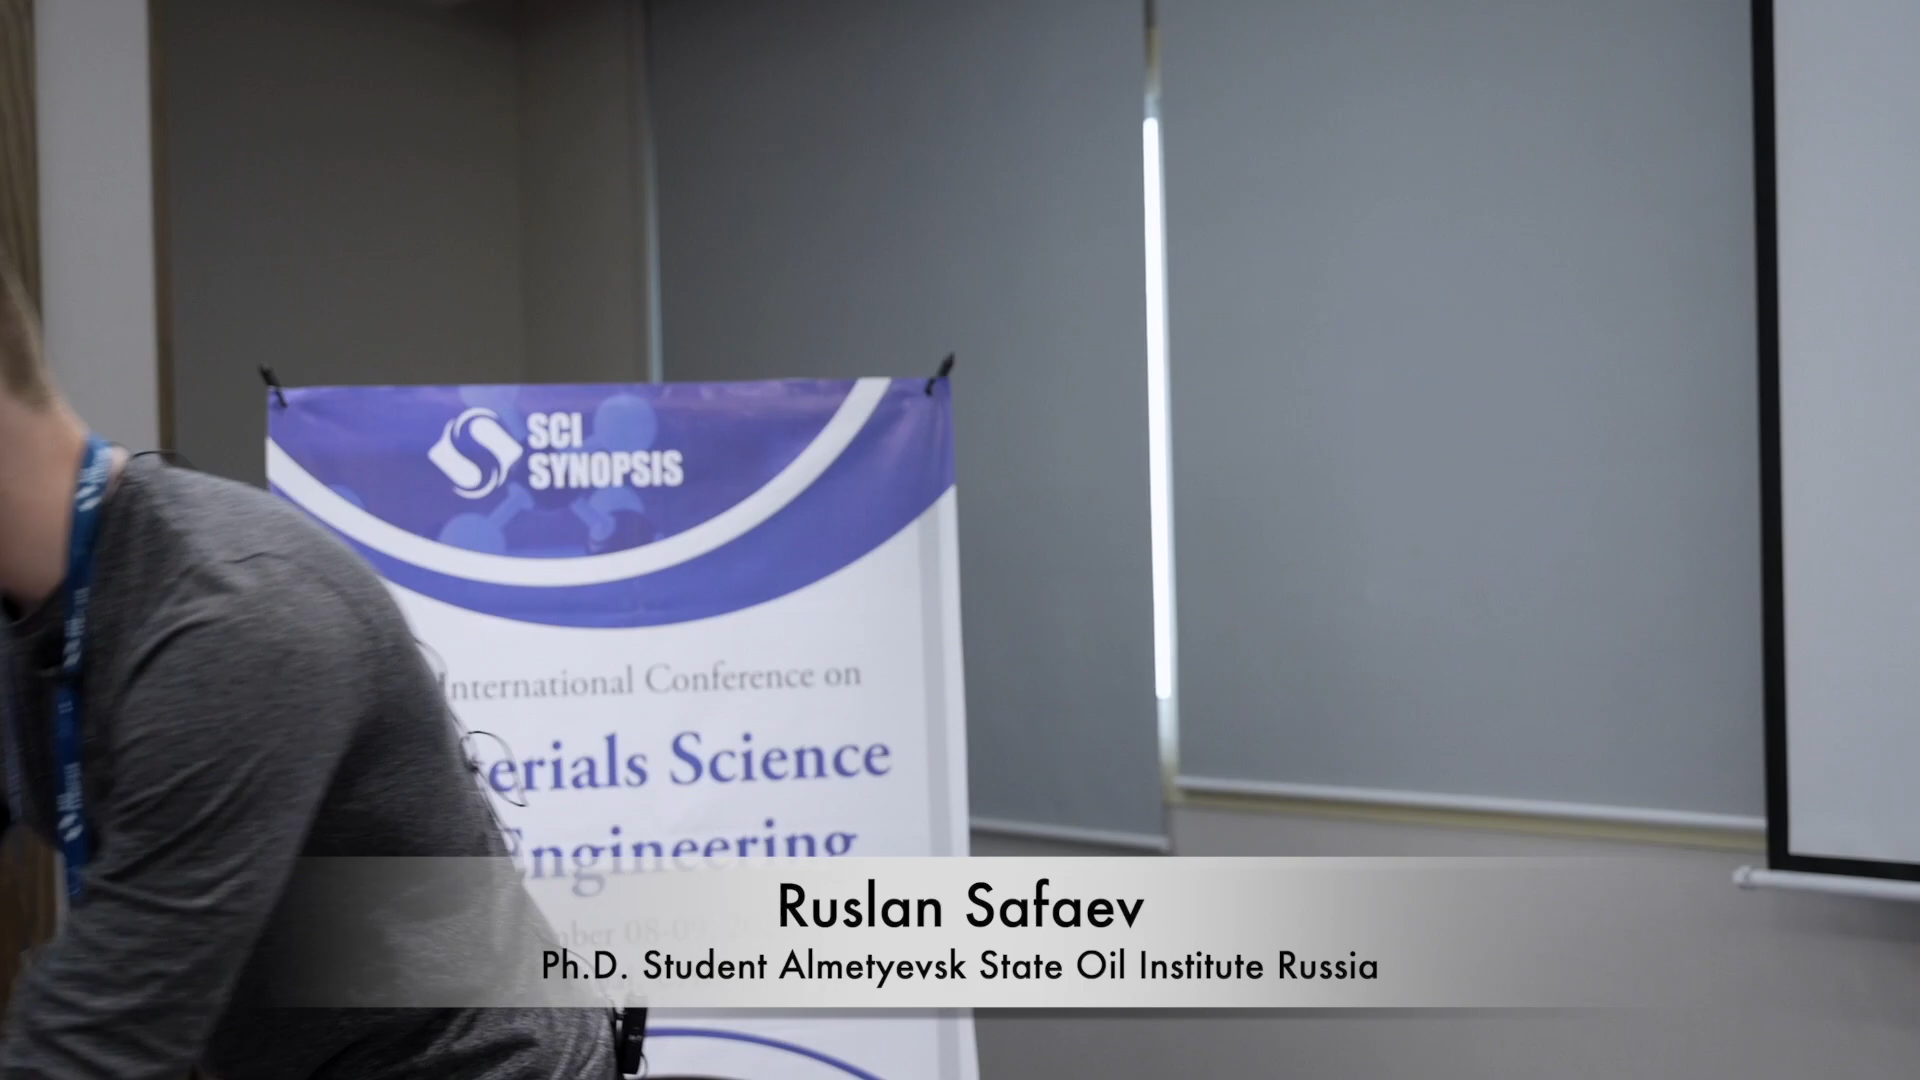 SCI
SYNOPSIS
International Conference on
erials Science
Engineering
Ruslan Safaev
Ph.D. Student Almetyevsk State Oil Institute Russia